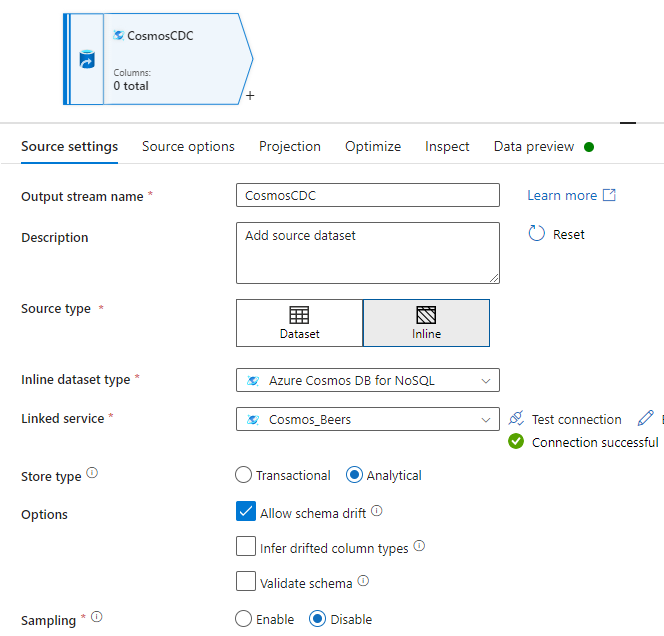 CosmosCDC
Columns:
0 total
+
Source settings Source options Projection Optimize Inspect Data preview
Output stream name * CosmosCDC Learn more
Description Add source dataset Reset
Source type *
Dataset Inline
Inline dataset type * Azure Cosmos DB for NoSQL
Linked service * Cosmos_Beers Test connection
Connection successful
Store type Transactional Analytical
Options Allow schema drift
Infer drifted column types
Validate schema
Sampling * Enable Disable